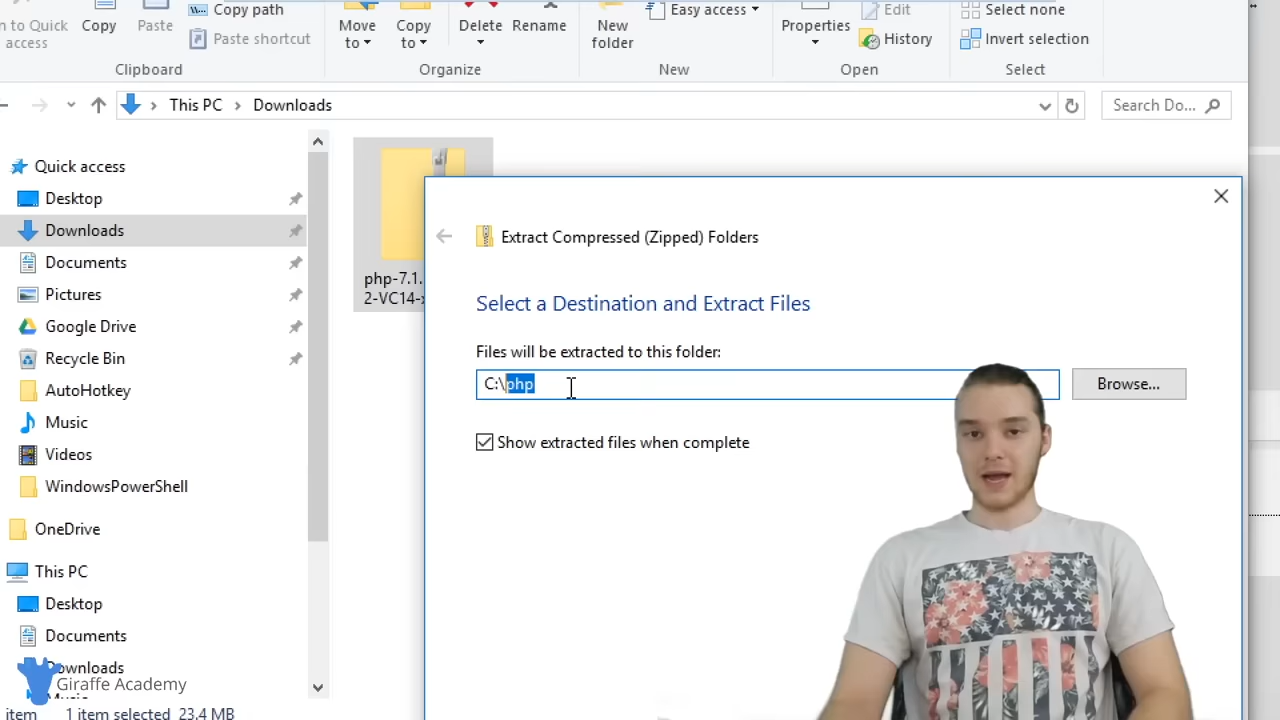 n to Quick
access
Copy
Paste
Copy path
Paste shortcut
Clipboard
Move
to
Copy
to
Delete
Rename
Organize
New
folder
Easy access
New
Properties
Edit
History
Open
Select none
Invert selection
Select
This PC > Downloads
Search Do...
Quick access
Desktop
Downloads
Documents
Pictures
Google Drive
Recycle Bin
AutoHotkey
Music
Videos
WindowsPowerShell
OneDrive
This PC
Desktop
Documents
Downloads
php-7.1.
2-VC14-
Extract Compressed (Zipped) Folders
Select a Destination and Extract Files
Files will be extracted to this folder:
C:\php
Browse...
Show extracted files when complete
Giraffe Academy
item 1 item selected 23.4 MB